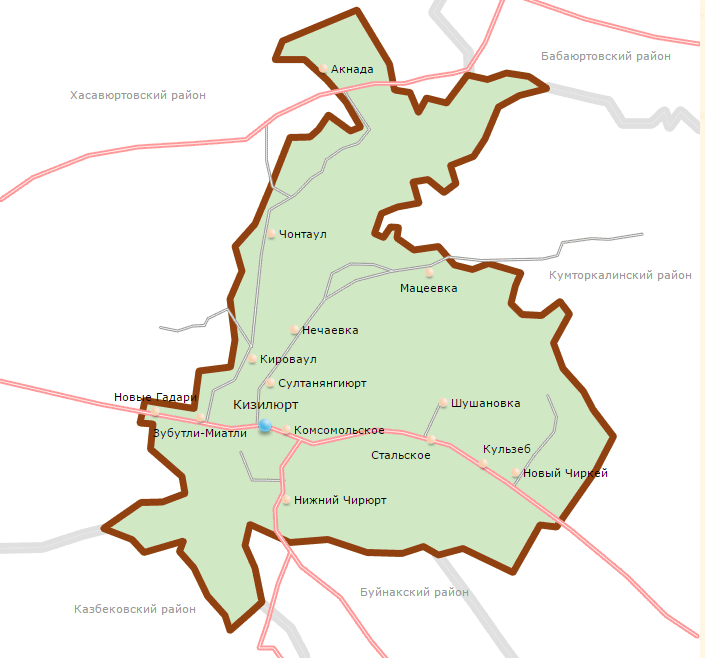 Бабаюртовский район
Акнада
Хасавюртовский район
Чонтаул
Кумторкалинский район
Мацеевка
Нечаевка
Кироваул
Султанянгиюрт
Новые Гадари
Кизилюрт
Шушановка
Зубутли-Миатли
Комсомольское
Стальское
Кульзеб
Новый Чиркей
Нижний Чирюрт
Буйнакский район
Казбековский район